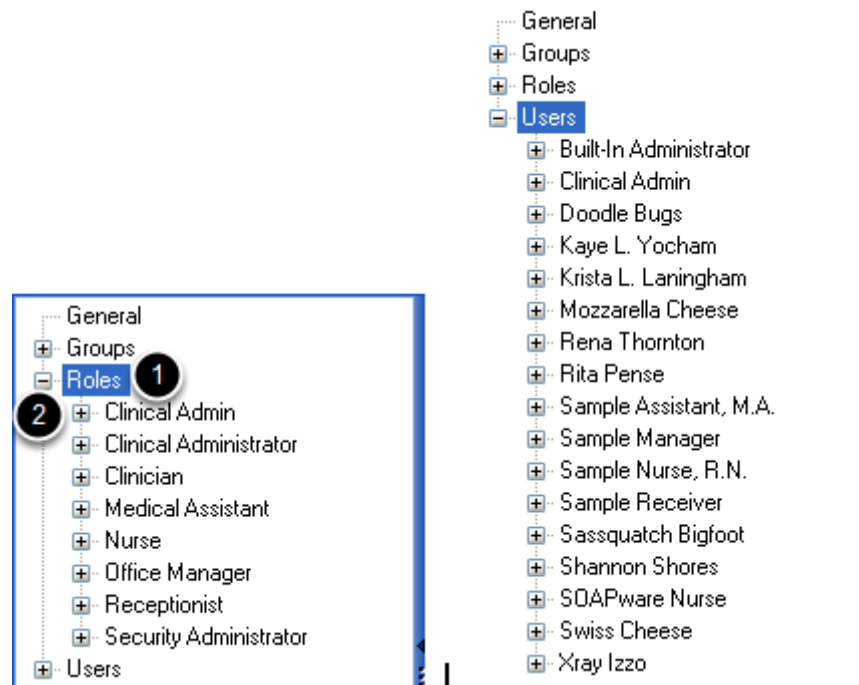 General
Groups
Roles
1
2
Clinical Admin
Clinical Administrator
Clinician
Medical Assistant
Nurse
Office Manager
Receptionist
Security Administrator
Users
General
Groups
Roles
Users
Built-In Administrator
Clinical Admin
Doodle Bugs
Kaye L. Yocham
Krista L. Laningham
Mozzarella Cheese
Rena Thornton
Rita Pense
Sample Assistant, M.A.
Sample Manager
Sample Nurse, R.N.
Sample Receiver
Sassquatch Bigfoot
Shannon Shores
SOAPware Nurse
Swiss Cheese
Xray Izzo